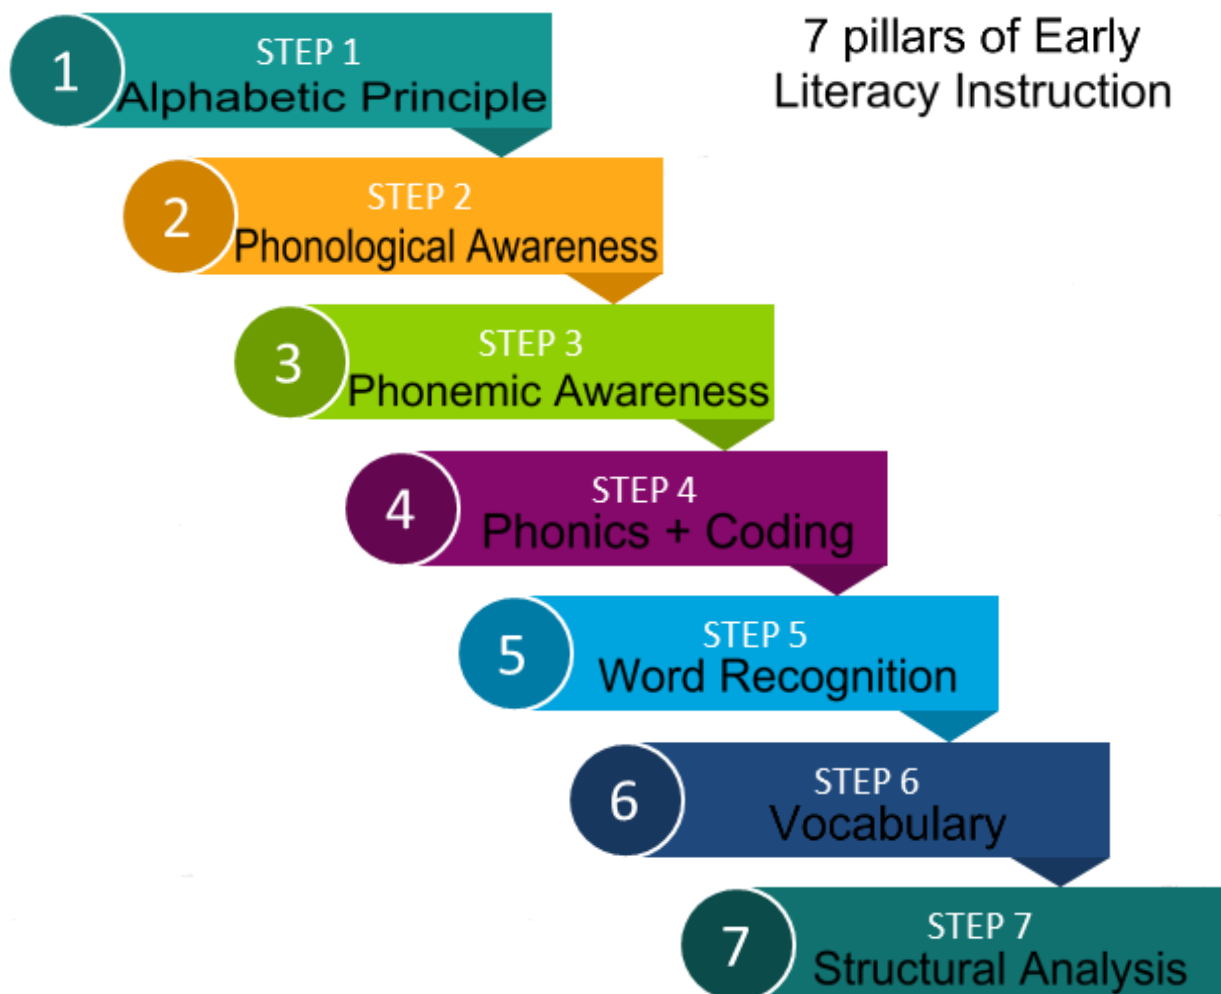 7 pillars of Early
Literacy Instruction
1
STEP 1
Alphabetic Principle
2
STEP 2
Phonological Awareness
3
STEP 3
Phonemic Awareness
4
STEP 4
Phonics + Coding
5
STEP 5
Word Recognition
6
STEP 6
Vocabulary
7
STEP 7
Structural Analysis